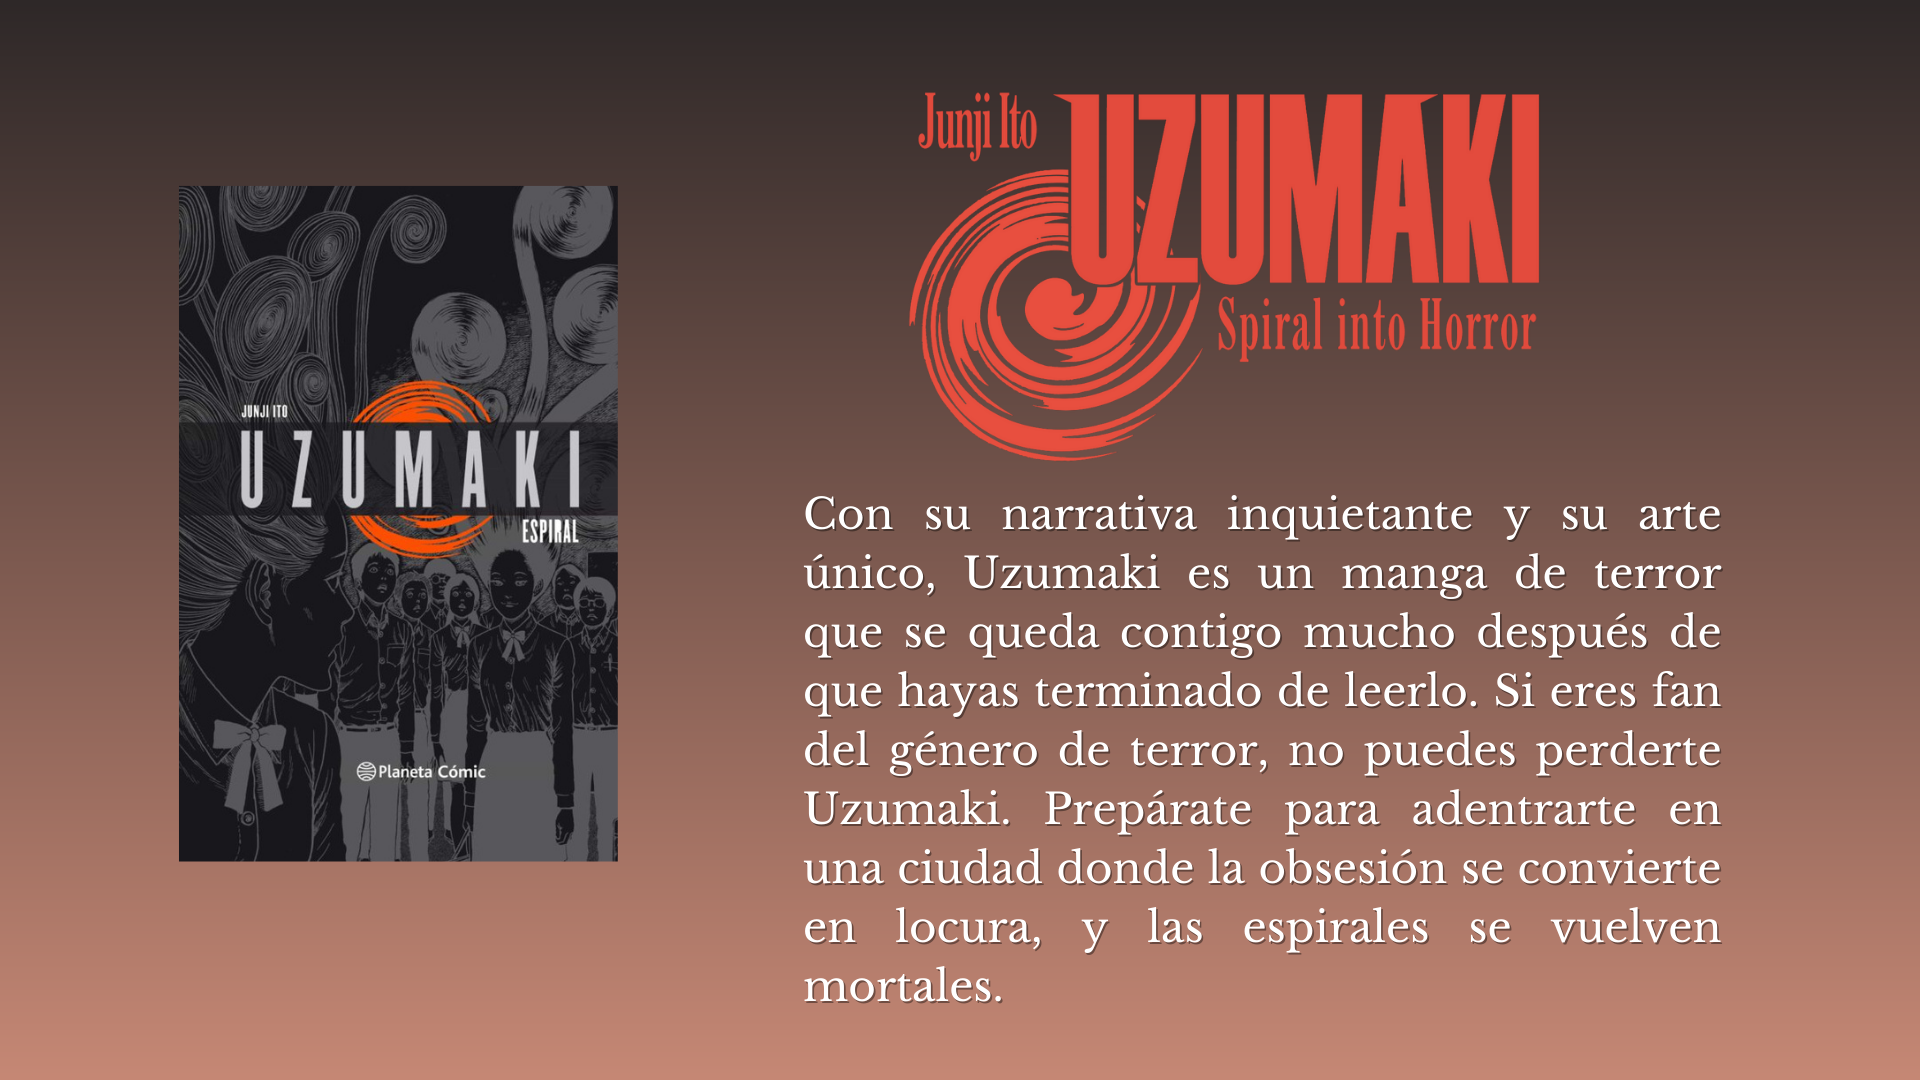 JUNJI ITO
UZUMAKI
ESPIRAL
Planeta Cómic
Junji Ito
UZUMAKI
Spiral into Horror
Con su narrativa inquietante y su arte
único, Uzumaki es un manga de terror
que se queda contigo mucho después de
que hayas terminado de leerlo. Si eres fan
del género de terror, no puedes perderte
Uzumaki. Prepárate para adentrarte en
una ciudad donde la obsesión se convierte
en locura, y las espirales se vuelven
mortales.